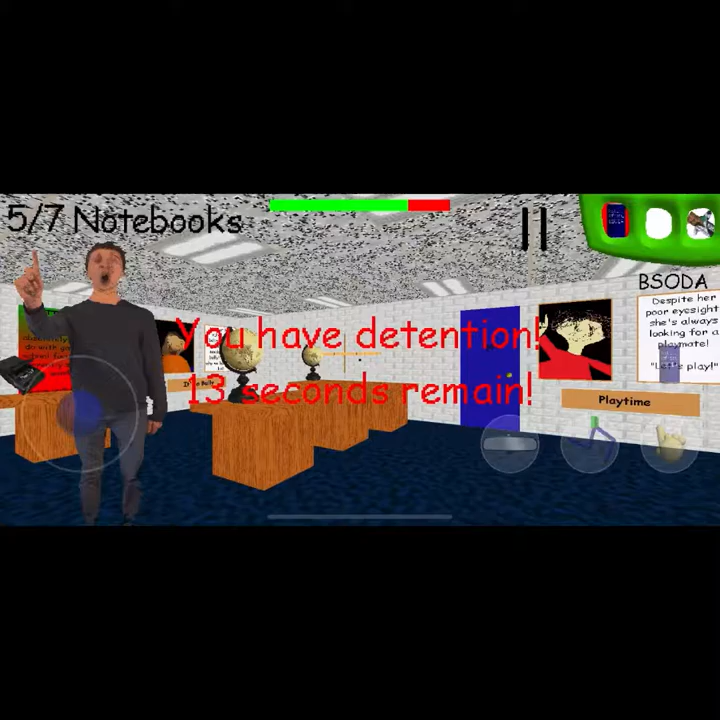 5/7 Notebooks
BSODA
Despite her
poor eyesight
she's always
looking for a
playmate!
"Let's play!"
You have detention!
13 seconds remain!
Playtime